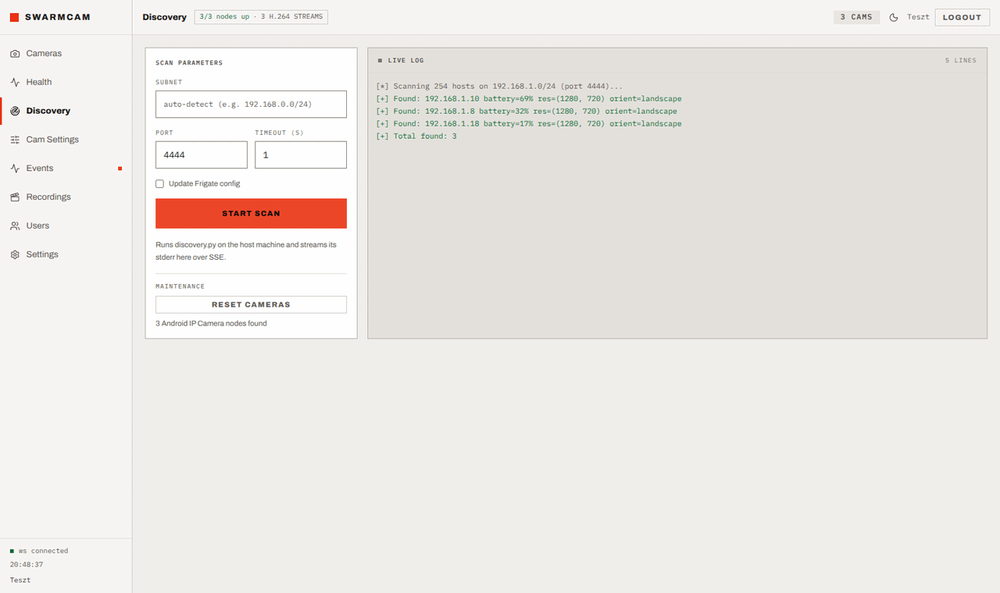 SWARMCAM
Discovery
3/3 nodes up · 3 H.264 STREAMS
3 CAMS
Teszt
LOGOUT
Cameras
Health
Discovery
Cam Settings
Events
Recordings
Users
Settings
ws connected
20:48:37
Teszt
SCAN PARAMETERS
SUBNET
auto-detect (e.g. 192.168.0.0/24)
PORT TIMEOUT (S)
4444 1
Update Frigate config
START SCAN
Runs discovery.py on the host machine and streams its
stderr here over SSE.
MAINTENANCE
RESET CAMERAS
3 Android IP Camera nodes found
LIVE LOG
5 LINES
[*] Scanning 254 hosts on 192.168.1.0/24 (port 4444)...
[+] Found: 192.168.1.10 battery=69% res=(1280, 720) orient=landscape
[+] Found: 192.168.1.8 battery=32% res=(1280, 720) orient=landscape
[+] Found: 192.168.1.18 battery=17% res=(1280, 720) orient=landscape
[+] Total found: 3